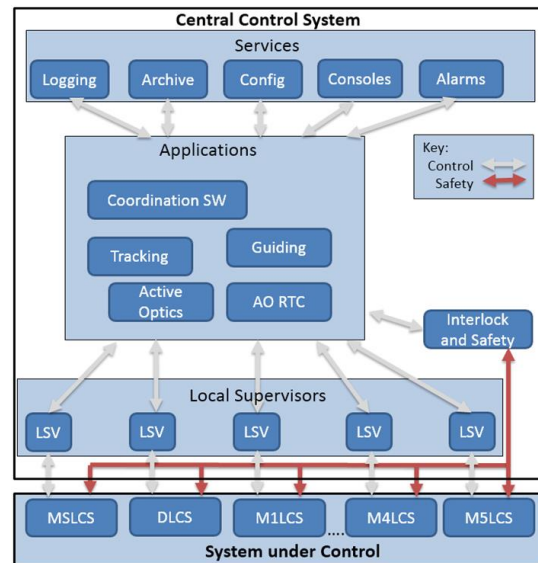 Central Control System
Services
Logging
Archive
Config
Consoles
Alarms
Applications
Key:
Control
Safety
Coordination SW
Tracking
Guiding
Active
Optics
AO RTC
Interlock
and Safety
Local Supervisors
LSV
LSV
LSV
LSV
LSV
MSLCS
DLCS
M1LCS
....
M4LCS
M5LCS
System under Control